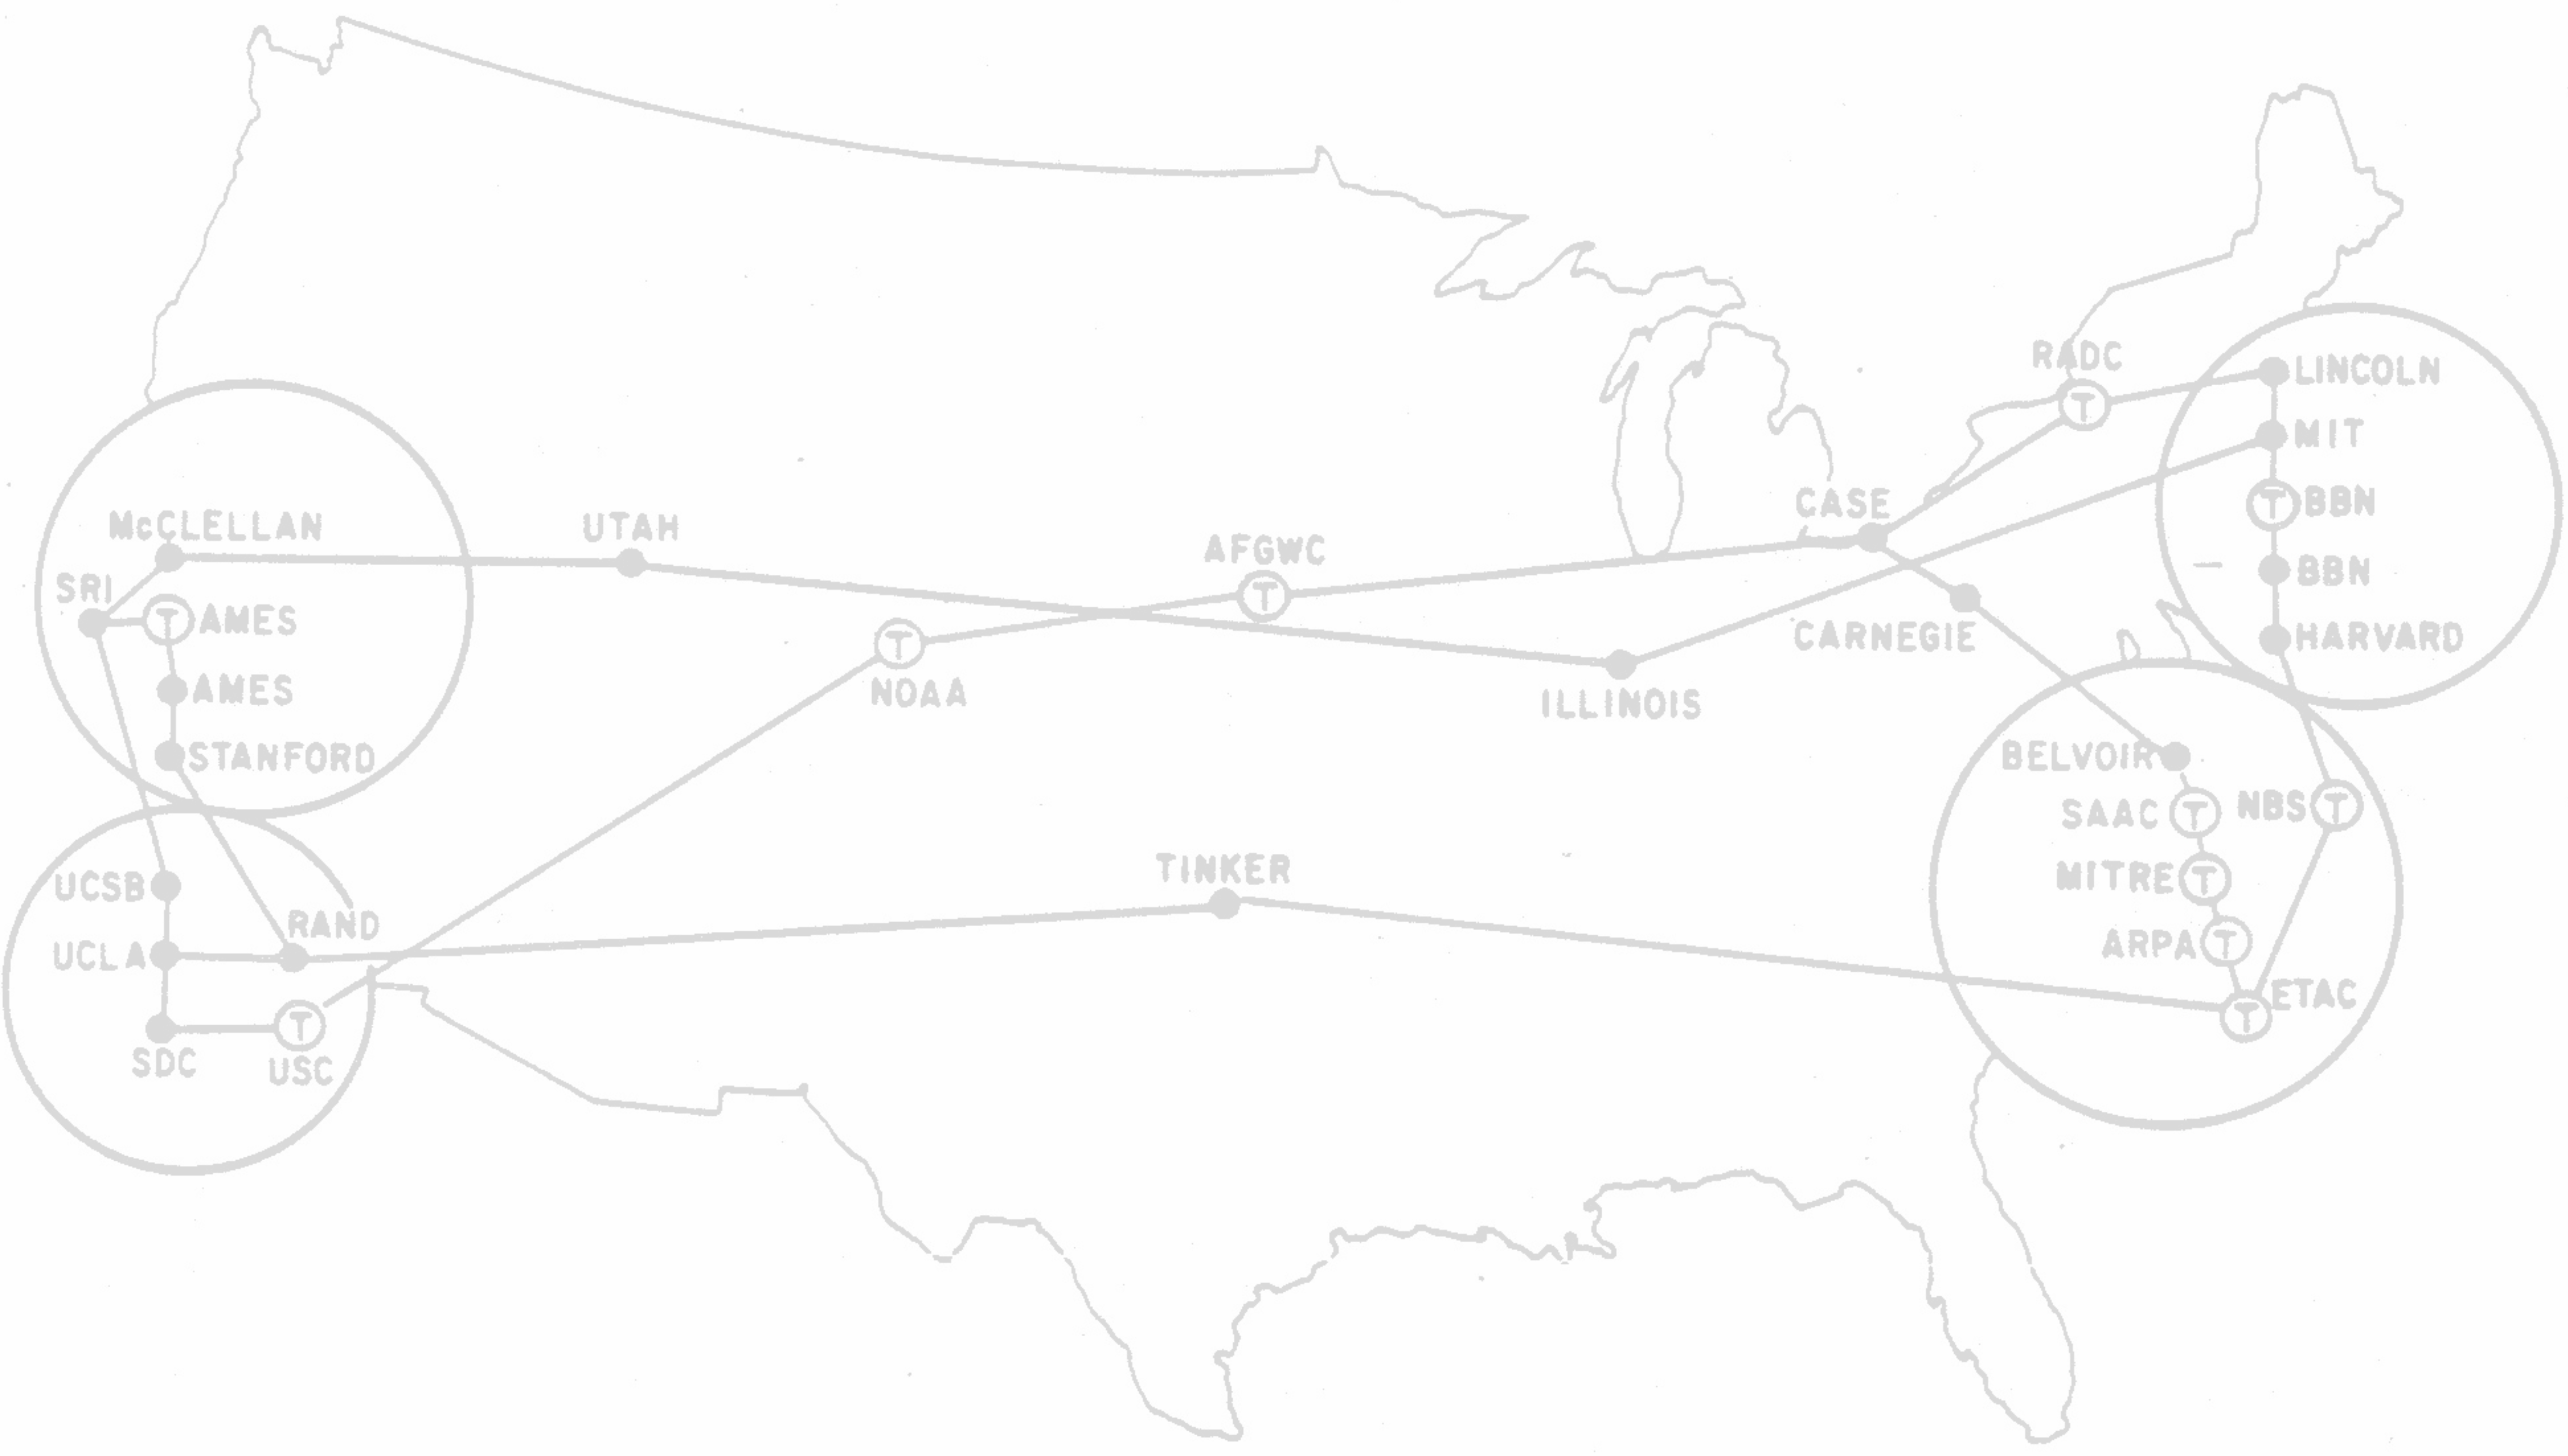 RADC
T
LINCOLN
MIT
T BBN
BBN
HARVARD
McCLELLAN
UTAH
AFGWC
T
CASE
SRI
T AMES
AMES
STANFORD
T
NOAA
ILLINOIS
CARNEGIE
BELVOIR
SAAC T
NBS T
MITRE T
ARPA T
ETAC
T
UCSB
UCLA
RAND
TINKER
SDC
T
USC